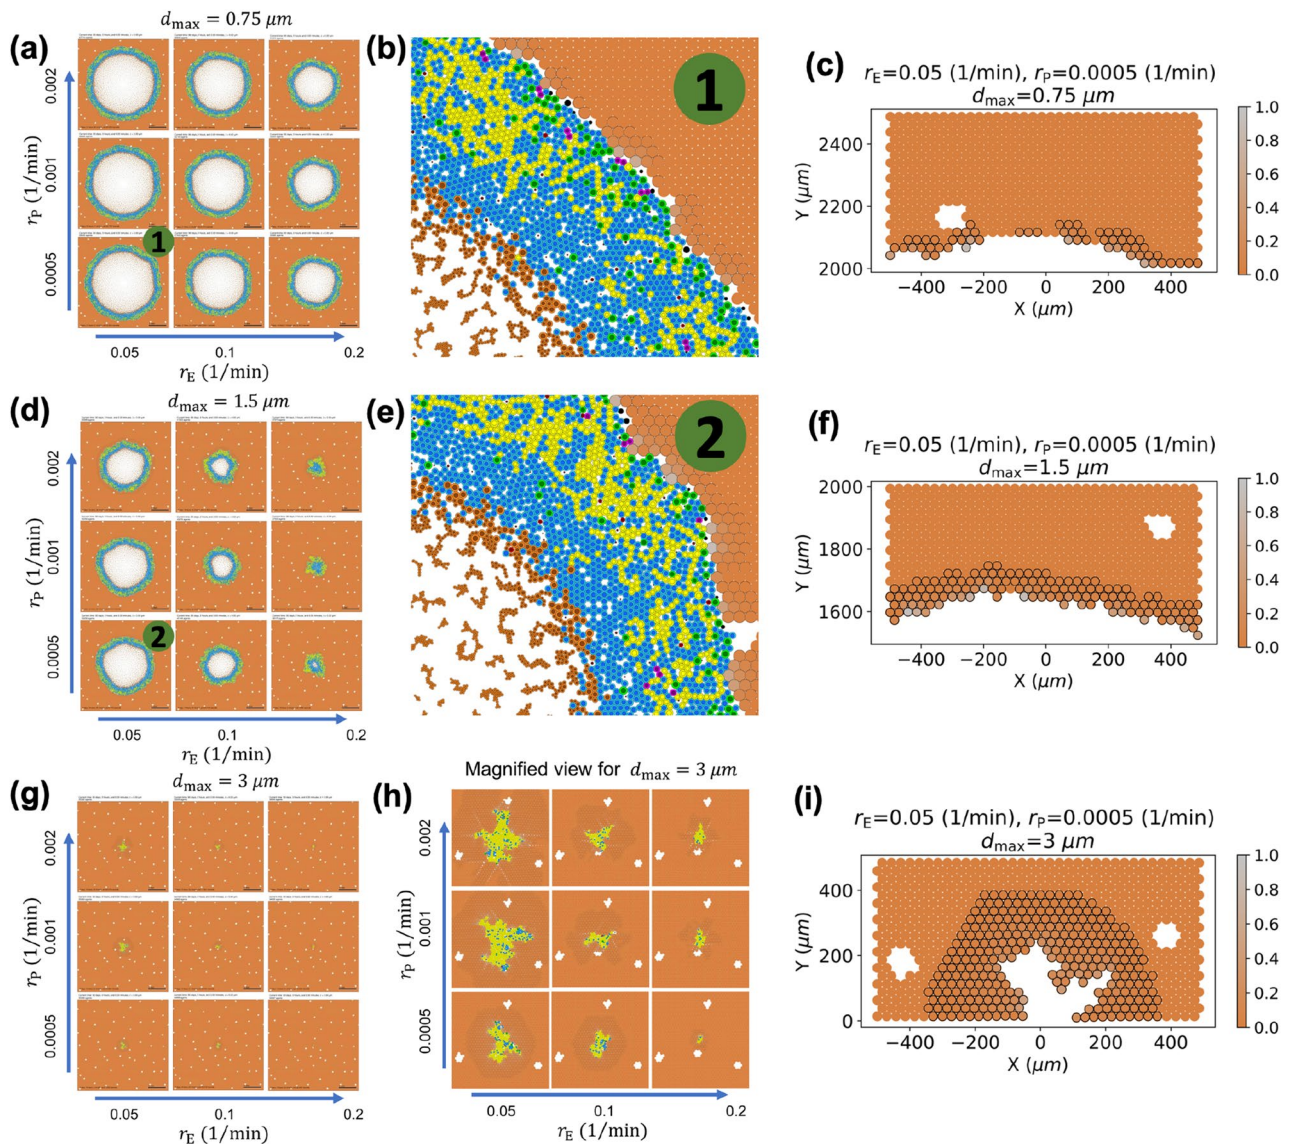 (a)
d_max = 0.75 μm
r_P (1/min)
0.002
0.001
0.0005
0.05
0.1
0.2
r_E (1/min)
1
(b)
1
(c)
r_E=0.05 (1/min), r_P=0.0005 (1/min)
d_max=0.75 μm
Y (μm)
2400
2200
2000
−400
−200
0
200
400
X (μm)
1.0
0.8
0.6
0.4
0.2
0.0
(d)
d_max = 1.5 μm
r_P (1/min)
0.002
0.001
0.0005
0.05
0.1
0.2
r_E (1/min)
2
(e)
2
(f)
r_E=0.05 (1/min), r_P=0.0005 (1/min)
d_max=1.5 μm
Y (μm)
2000
1800
1600
−400
−200
0
200
400
X (μm)
1.0
0.8
0.6
0.4
0.2
0.0
(g)
d_max = 3 μm
r_P (1/min)
0.002
0.001
0.0005
0.05
0.1
0.2
r_E (1/min)
(h)
Magnified view for d_max = 3 μm
r_P (1/min)
0.002
0.001
0.0005
0.05
0.1
0.2
r_E (1/min)
(i)
r_E=0.05 (1/min), r_P=0.0005 (1/min)
d_max=3 μm
Y (μm)
400
200
0
−400
−200
0
200
400
X (μm)
1.0
0.8
0.6
0.4
0.2
0.0